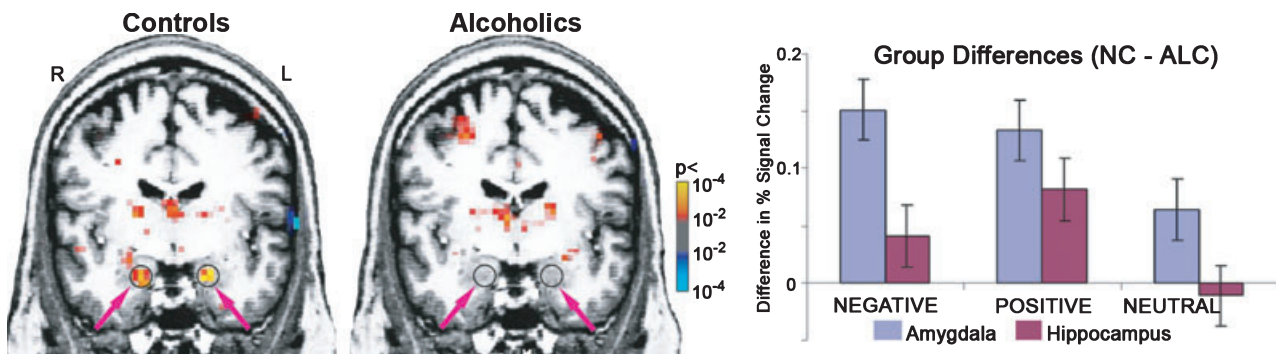 Controls
Alcoholics
R
L
p<
10⁻⁴
10⁻²
10⁻²
10⁻⁴
Group Differences (NC - ALC)
Difference in % Signal Change
0.2
0.1
0
NEGATIVE
POSITIVE
NEUTRAL
Amygdala
Hippocampus